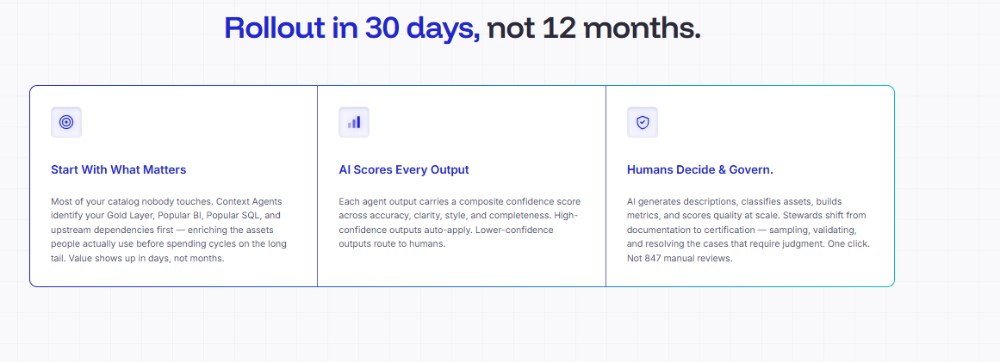 Rollout in 30 days, not 12 months.
Start With What Matters
Most of your catalog nobody touches. Context Agents
identify your Gold Layer, Popular BI, Popular SQL, and
upstream dependencies first — enriching the assets
people actually use before spending cycles on the long
tail. Value shows up in days, not months.
AI Scores Every Output
Each agent output carries a composite confidence score
across accuracy, clarity, style, and completeness. High-
confidence outputs auto-apply. Lower-confidence
outputs route to humans.
Humans Decide & Govern.
AI generates descriptions, classifies assets, builds
metrics, and scores quality at scale. Stewards shift from
documentation to certification — sampling, validating,
and resolving the cases that require judgment. One click.
Not 847 manual reviews.